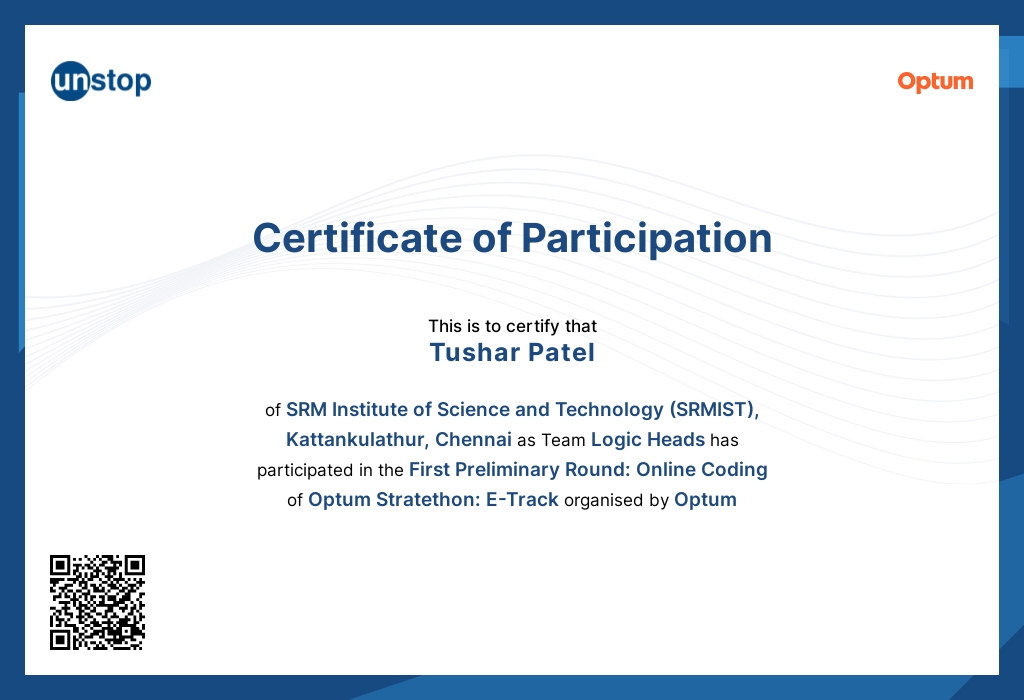 unstop
Optum
Certificate of Participation
This is to certify that
Tushar Patel
of SRM Institute of Science and Technology (SRMIST),
Kattankulathur, Chennai as Team Logic Heads has
participated in the First Preliminary Round: Online Coding
of Optum Stratethon: E-Track organised by Optum